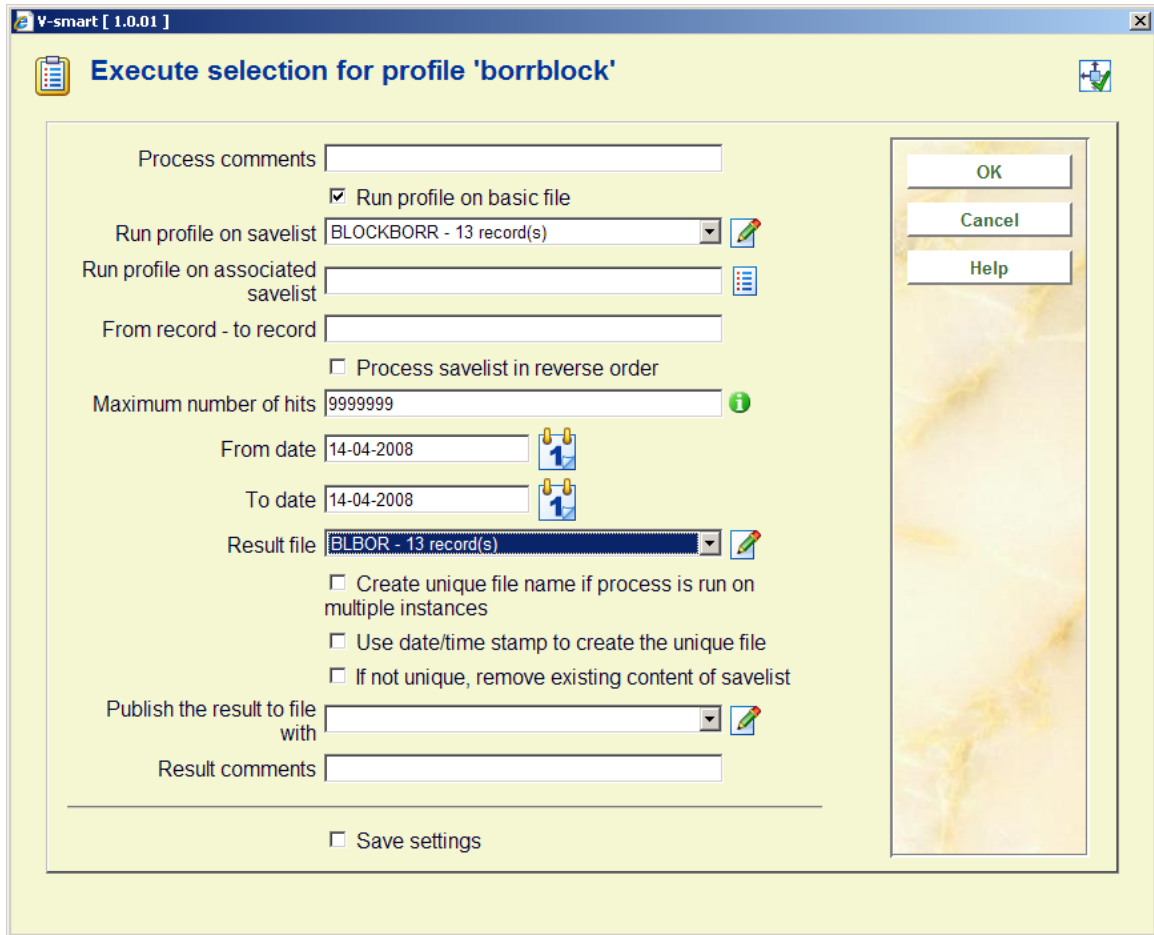 V-smart [ 1.0.01 ]
Execute selection for profile 'borrblock'
Process comments
Run profile on basic file
Run profile on savelist BLOCKBORR - 13 record(s)
Run profile on associated
savelist
From record - to record
Process savelist in reverse order
Maximum number of hits 9999999
From date 14-04-2008
To date 14-04-2008
Result file BLBOR - 13 record(s)
Create unique file name if process is run on
multiple instances
Use date/time stamp to create the unique file
If not unique, remove existing content of savelist
Publish the result to file
with
Result comments
Save settings
OK
Cancel
Help